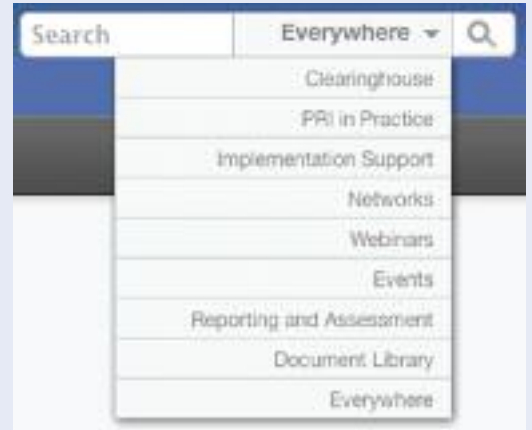 Search Everywhere
Clearinghouse
PRI in Practice
Implementation Support
Networks
Webinars
Events
Reporting and Assessment
Document Library
Everywhere